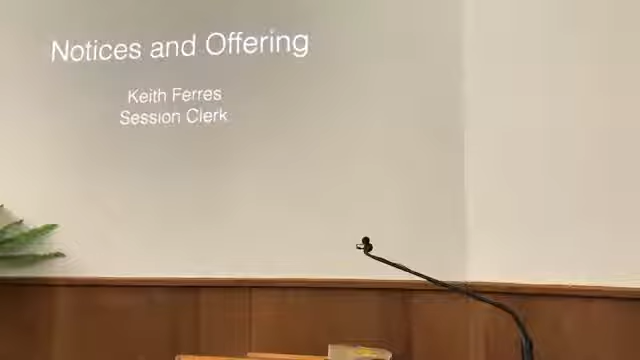 Notices and Offering
Keith Ferres
Session Clerk